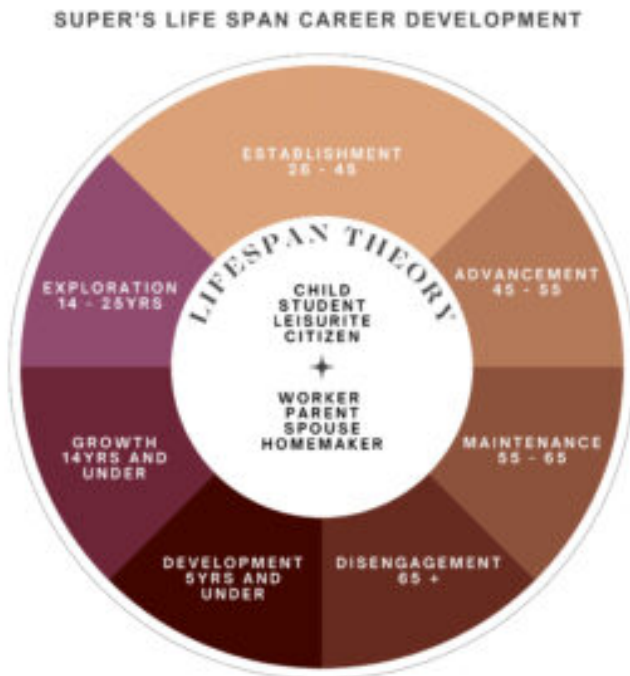 SUPER'S LIFE SPAN CAREER DEVELOPMENT
ESTABLISHMENT
26 - 45
EXPLORATION
14 - 25YRS
LIFESPAN THEORY
CHILD
STUDENT
LEISURITE
CITIZEN
WORKER
PARENT
SPOUSE
HOMEMAKER
ADVANCEMENT
45 - 55
GROWTH
14YRS AND
UNDER
MAINTENANCE
55 - 65
DEVELOPMENT
5YRS AND
UNDER
DISENGAGEMENT
65 +